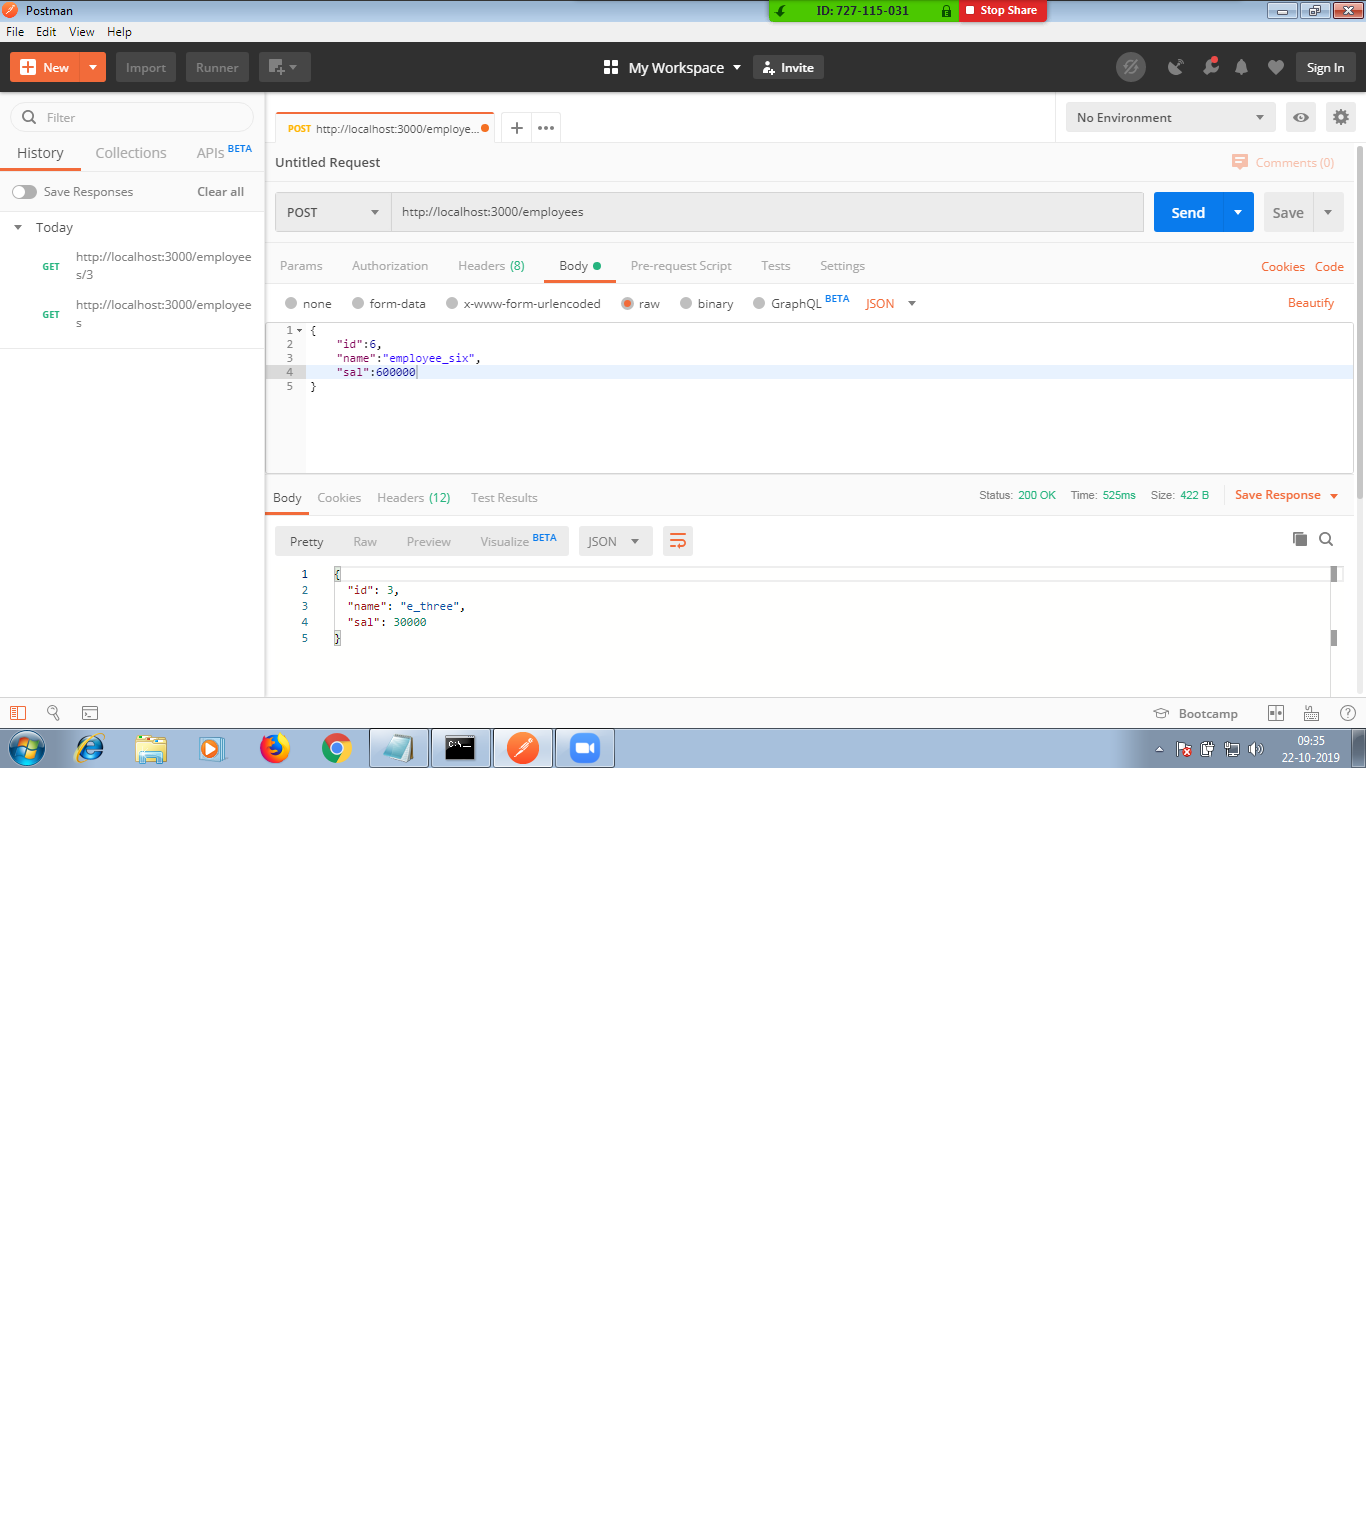 Postman
ID: 727-115-031
Stop Share
File Edit View Help
New
Import
Runner
My Workspace
Invite
Sign In
Filter
POST http://localhost:3000/employe...
No Environment
History
Collections
APIs BETA
Untitled Request
Comments (0)
Save Responses
Clear all
POST
http://localhost:3000/employees
Send
Save
Today
GET http://localhost:3000/employee
s/3
GET http://localhost:3000/employee
s
Params Authorization Headers (8) Body Pre-request Script Tests Settings
Cookies Code
none form-data x-www-form-urlencoded raw binary GraphQL BETA JSON
Beautify
1 {
2 "id":6,
3 "name":"employee_six",
4 "sal":600000
5 }
Body Cookies Headers (12) Test Results
Status: 200 OK Time: 525ms Size: 422 B
Save Response
Pretty Raw Preview Visualize BETA JSON
1 {
2 "id": 3,
3 "name": "e_three",
4 "sal": 30000
5 }
Bootcamp
C:\
09:35
22-10-2019